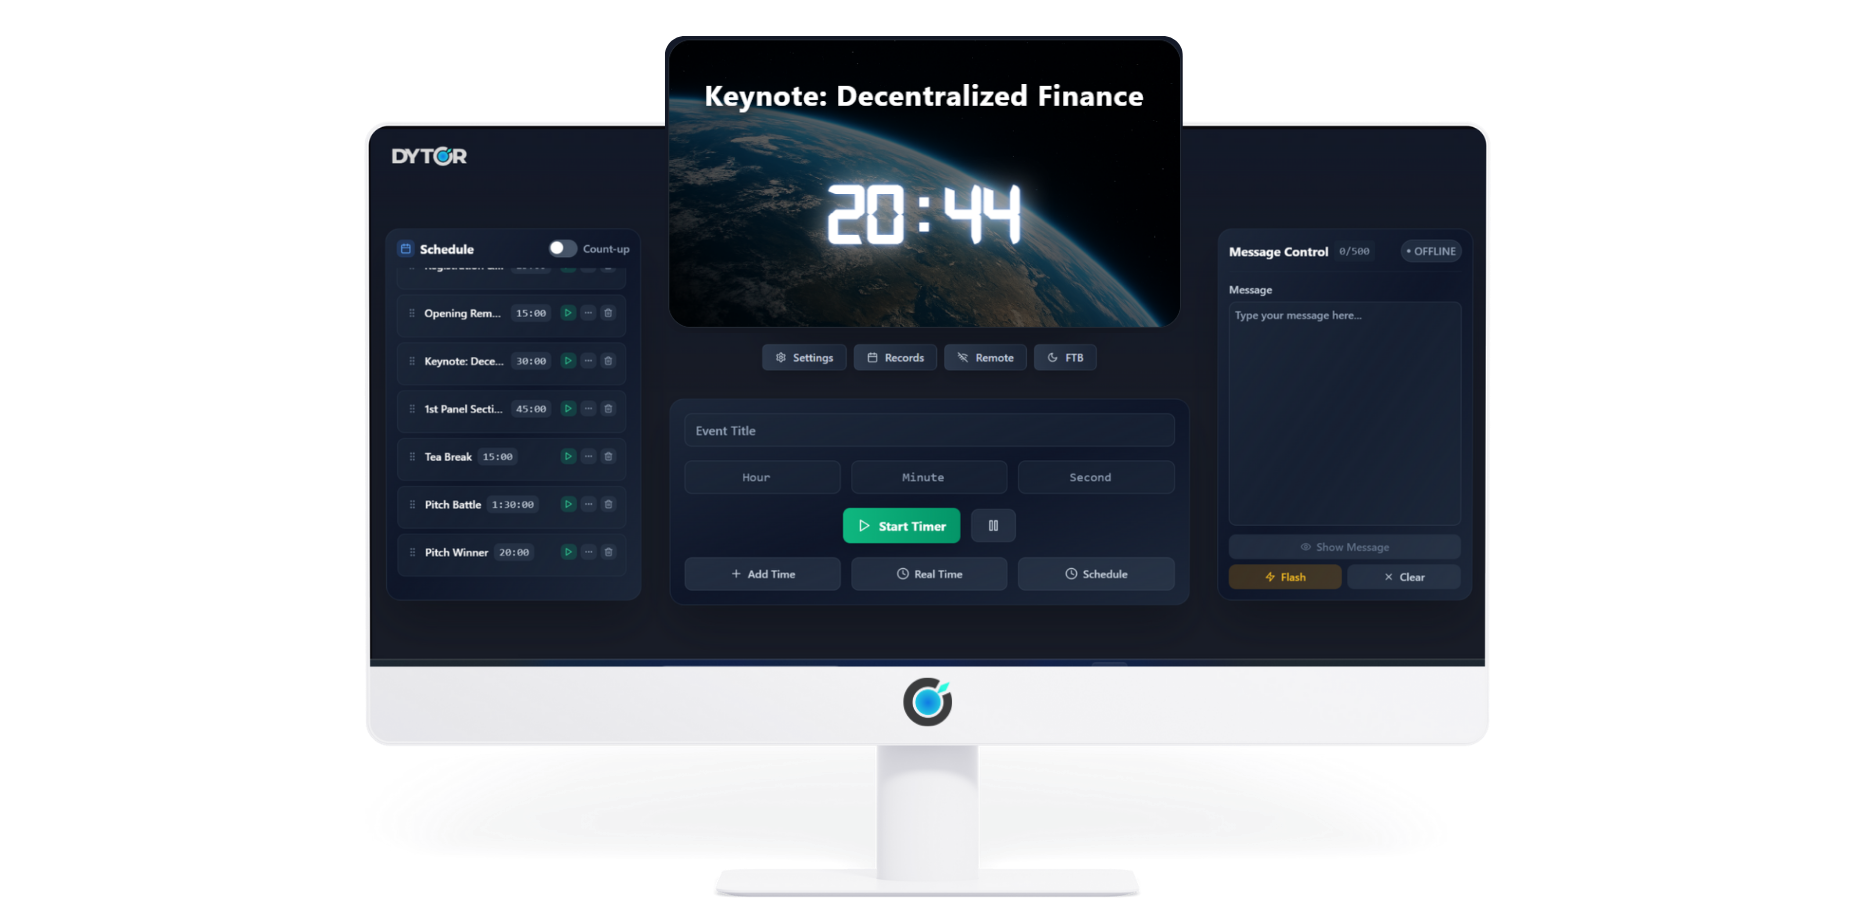 Keynote: Decentralized Finance
20:44
DYTOR
Schedule
Count-up
Opening Rem... 15:00
Keynote: Dece... 30:00
1st Panel Secti... 45:00
Tea Break 15:00
Pitch Battle 1:30:00
Pitch Winner 20:00
Settings
Records
Remote
FTB
Event Title
Hour
Minute
Second
Start Timer
+ Add Time
Real Time
Schedule
Message Control 0/500 • OFFLINE
Message
Type your message here...
Show Message
Flash
× Clear